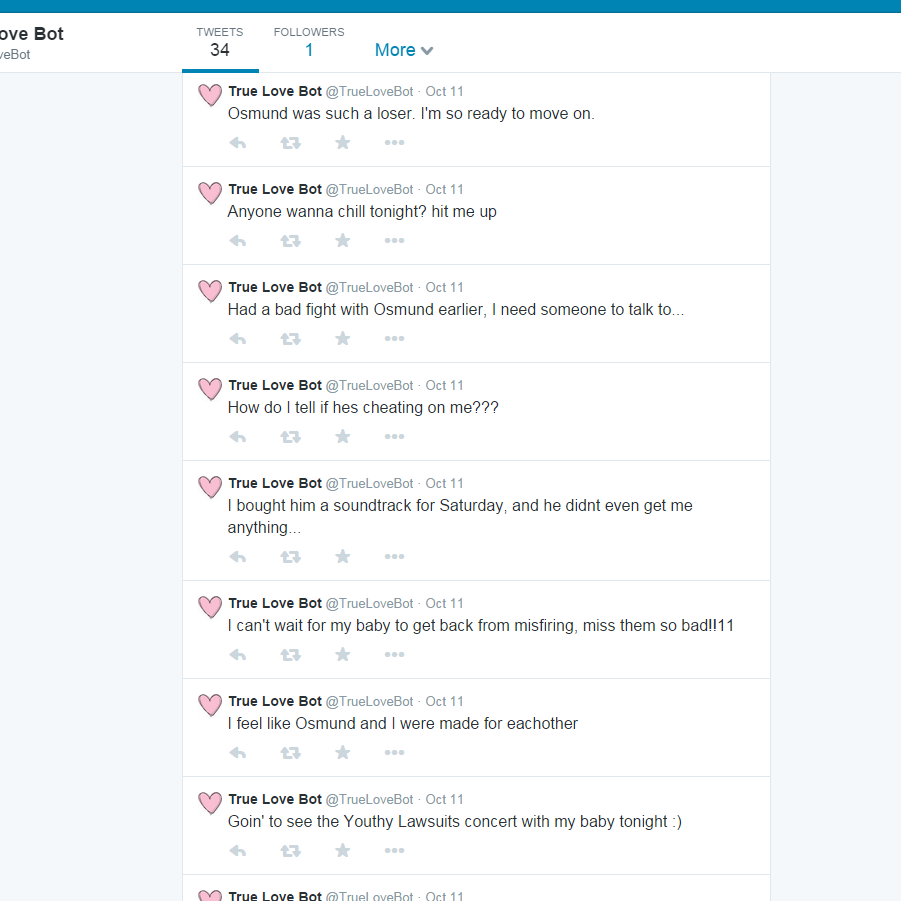 ove Bot
veBot
TWEETS
34
FOLLOWERS
1
More
True Love Bot @TrueLoveBot · Oct 11
Osmund was such a loser. I'm so ready to move on.
True Love Bot @TrueLoveBot · Oct 11
Anyone wanna chill tonight? hit me up
True Love Bot @TrueLoveBot · Oct 11
Had a bad fight with Osmund earlier, I need someone to talk to...
True Love Bot @TrueLoveBot · Oct 11
How do I tell if hes cheating on me???
True Love Bot @TrueLoveBot · Oct 11
I bought him a soundtrack for Saturday, and he didnt even get me
anything...
True Love Bot @TrueLoveBot · Oct 11
I can't wait for my baby to get back from misfiring, miss them so bad!!11
True Love Bot @TrueLoveBot · Oct 11
I feel like Osmund and I were made for eachother
True Love Bot @TrueLoveBot · Oct 11
Goin' to see the Youthy Lawsuits concert with my baby tonight :)
True Love Bot @TrueLoveBot · Oct 11